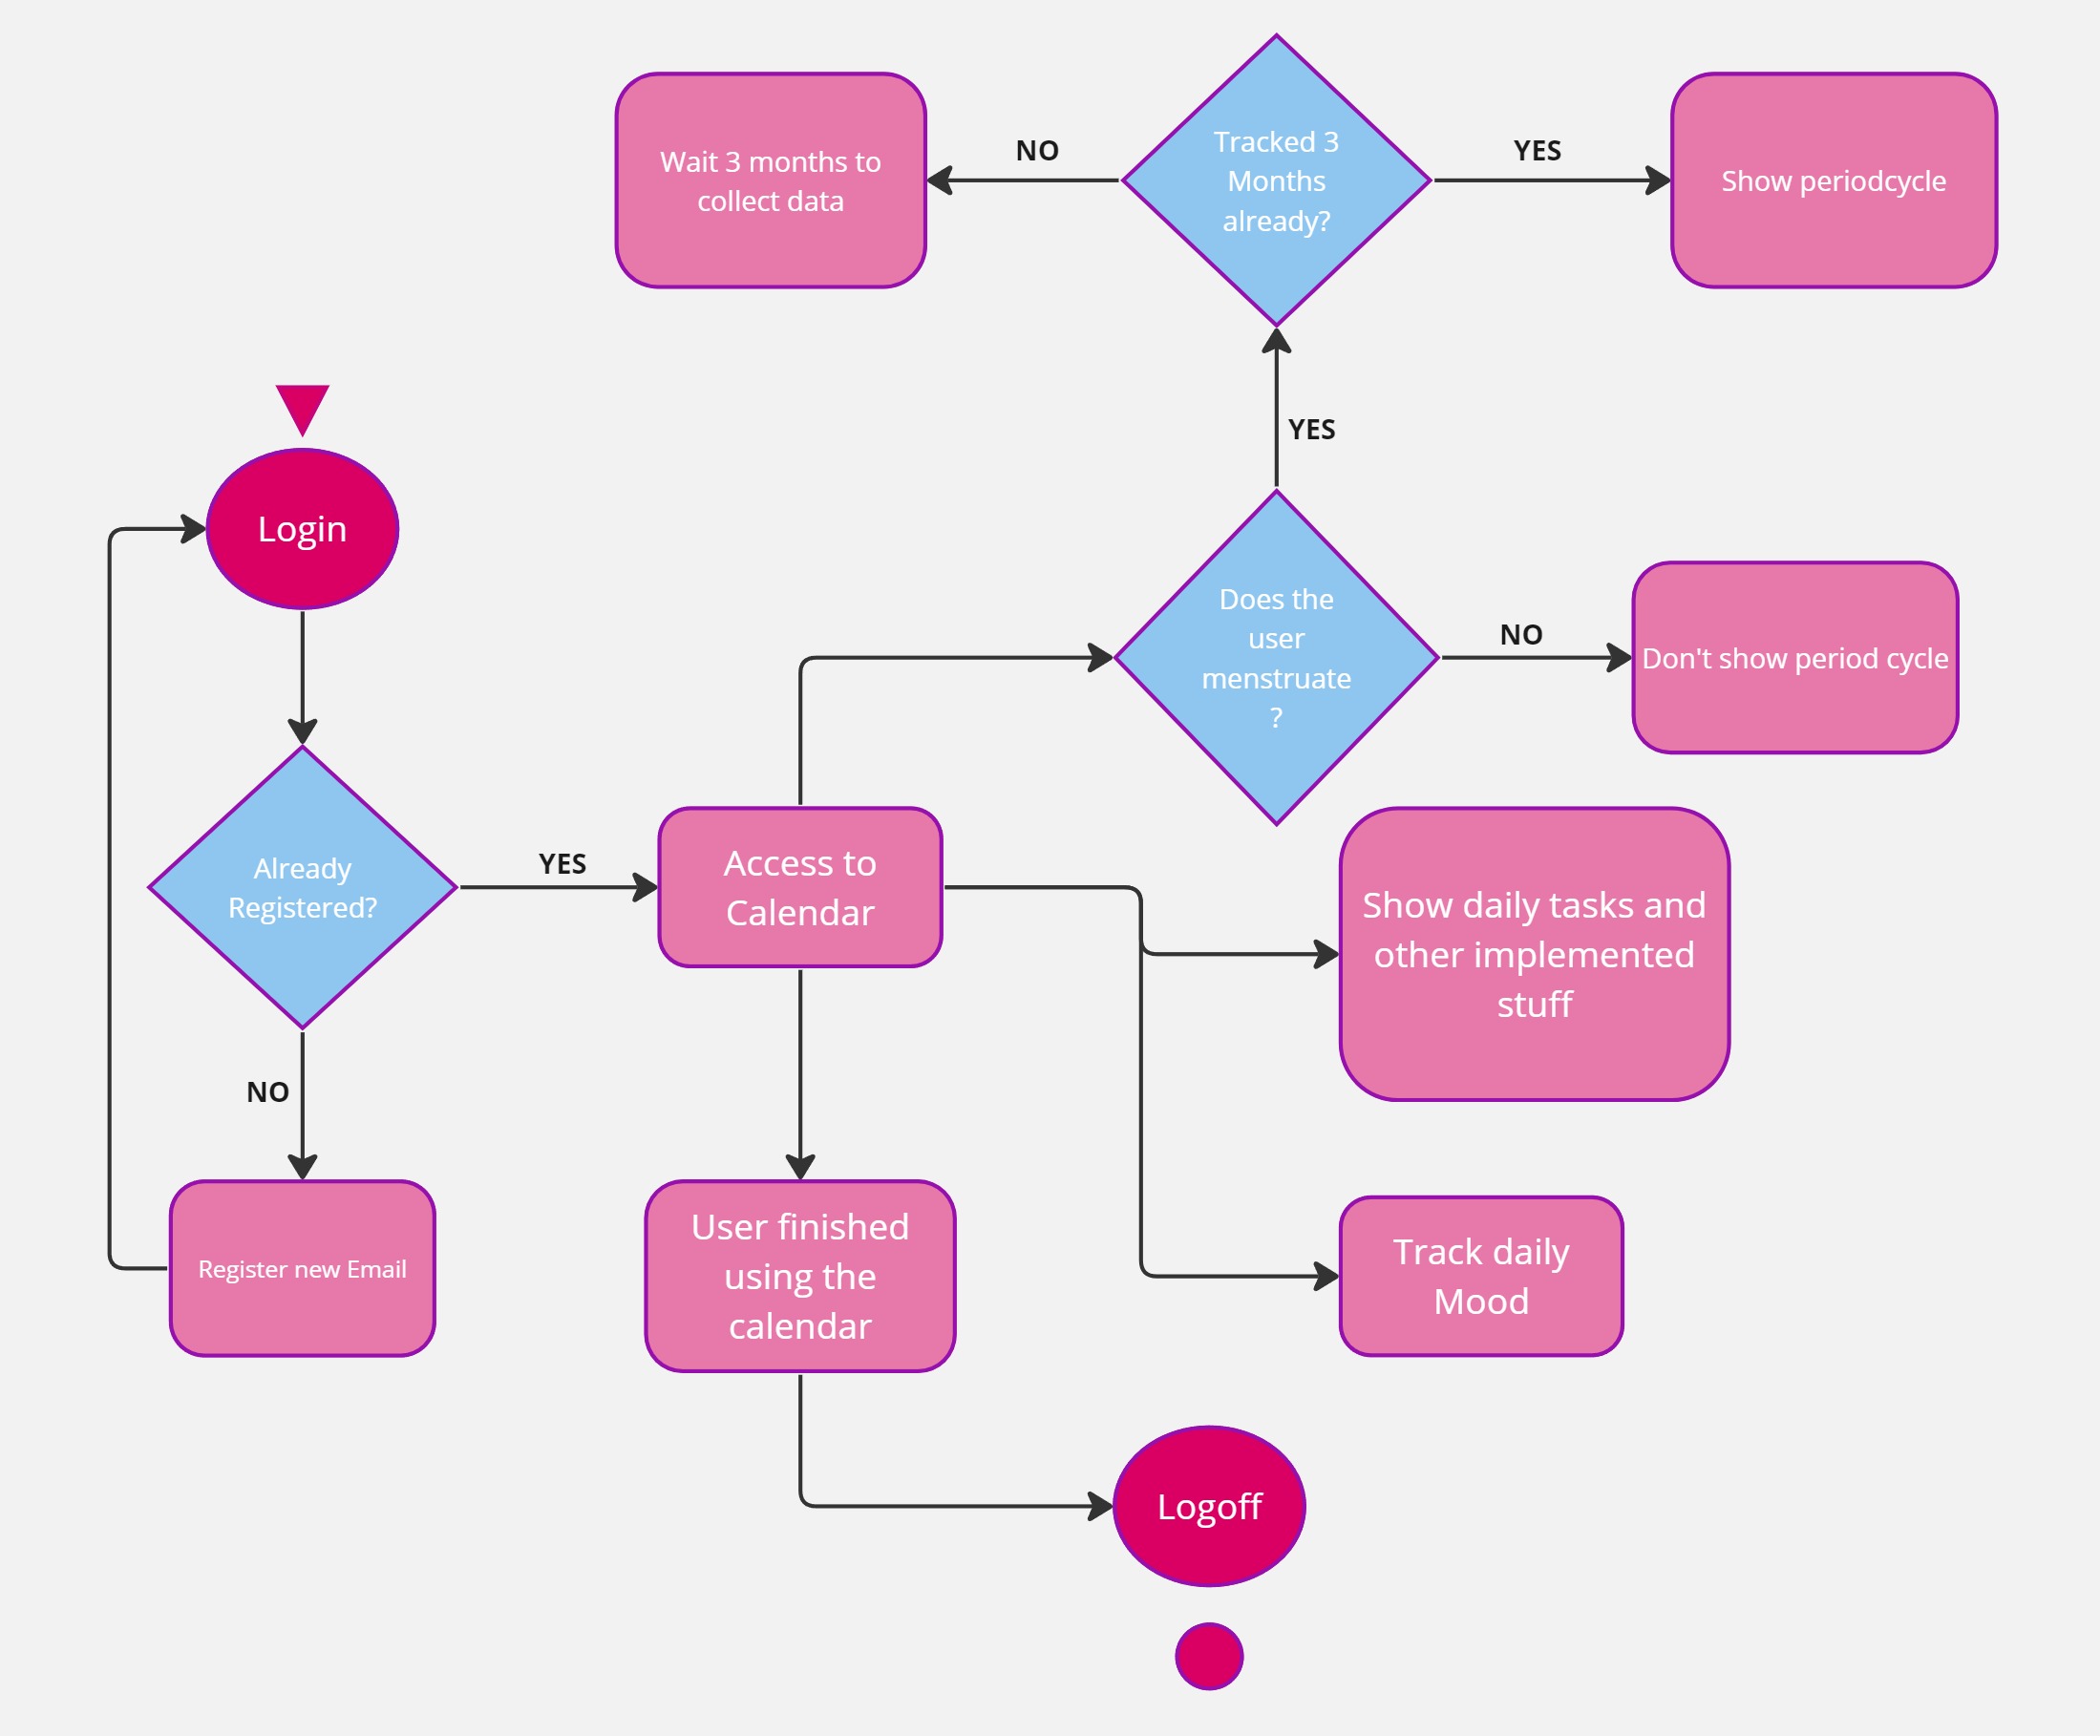 Wait 3 months to
collect data
NO
Tracked 3
Months
already?
YES
Show periodcycle
YES
Login
Does the
user
menstruate
?
NO
Don't show period cycle
Already
Registered?
YES
Access to
Calendar
Show daily tasks and
other implemented
stuff
NO
Register new Email
User finished
using the
calendar
Track daily
Mood
Logoff